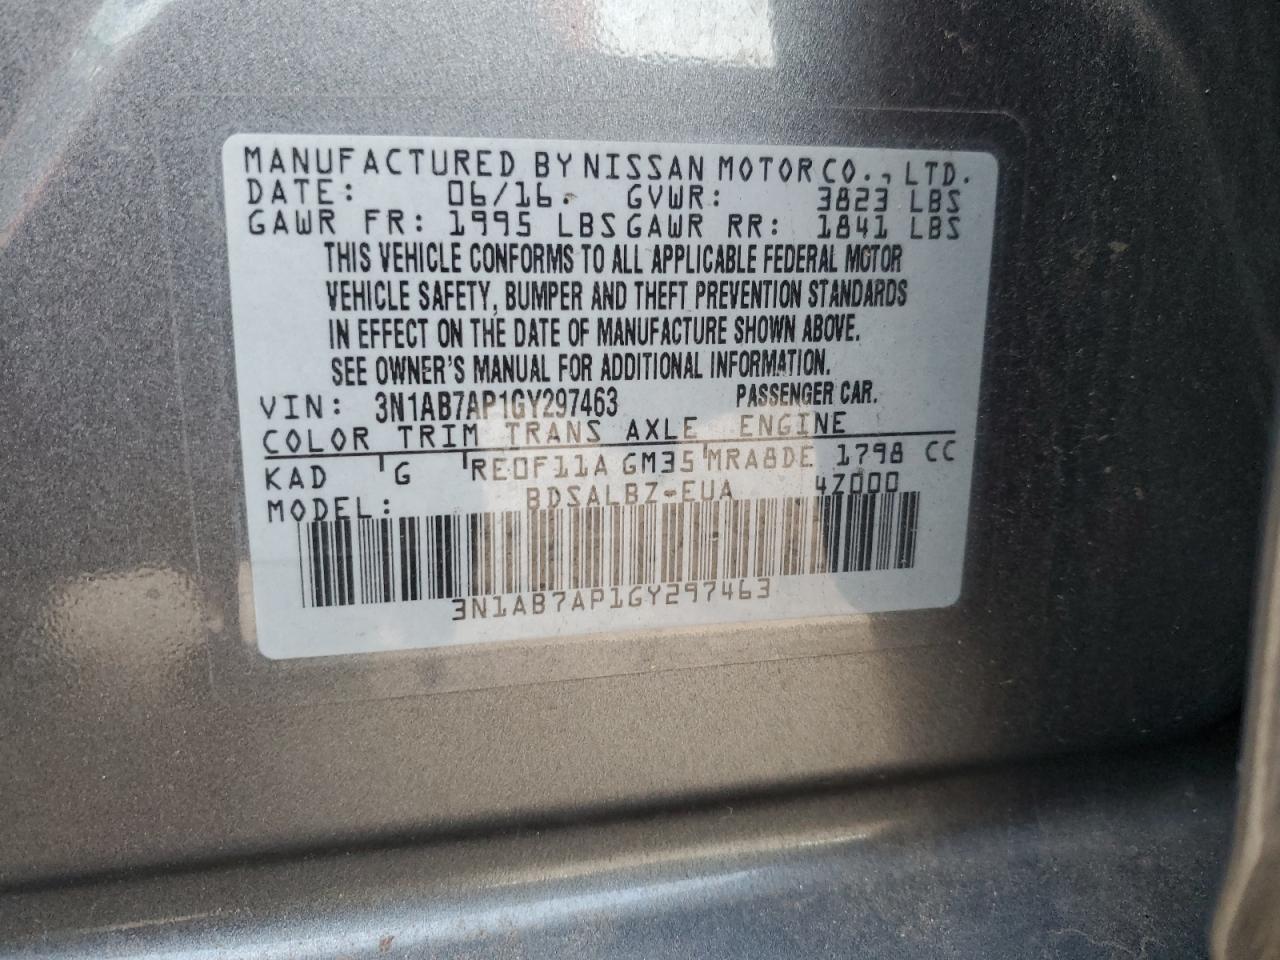 MANUFACTURED BY NISSAN MOTOR CO., LTD.
DATE: 06/16 GVWR: 3823 LBS
GAWR FR: 1995 LBS GAWR RR: 1841 LBS
THIS VEHICLE CONFORMS TO ALL APPLICABLE FEDERAL MOTOR
VEHICLE SAFETY, BUMPER AND THEFT PREVENTION STANDARDS
IN EFFECT ON THE DATE OF MANUFACTURE SHOWN ABOVE.
SEE OWNER'S MANUAL FOR ADDITIONAL INFORMATION.
VIN: 3N1AB7AP1GY297463 PASSENGER CAR.
COLOR TRIM TRANS AXLE ENGINE
KAD G RE0F11A GM35 MRA8DE 1798 CC
MODEL: BDSALBZ-EUA 4Z000
3N1AB7AP1GY297463